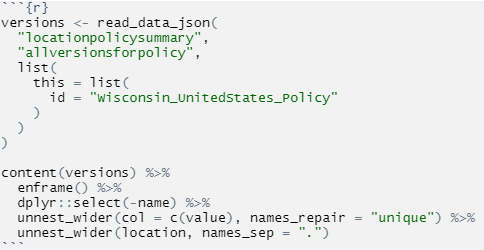 ```{r}
versions <- read_data_json(
  "locationpolicysummary",
  "allversionsforpolicy",
  list(
    this = list(
      id = "Wisconsin_UnitedStates_Policy"
    )
  )
)

content(versions) %>%
  enframe() %>%
  dplyr::select(-name) %>%
  unnest_wider(col = c(value), names_repair = "unique") %>%
  unnest_wider(location, names_sep = ".")
```